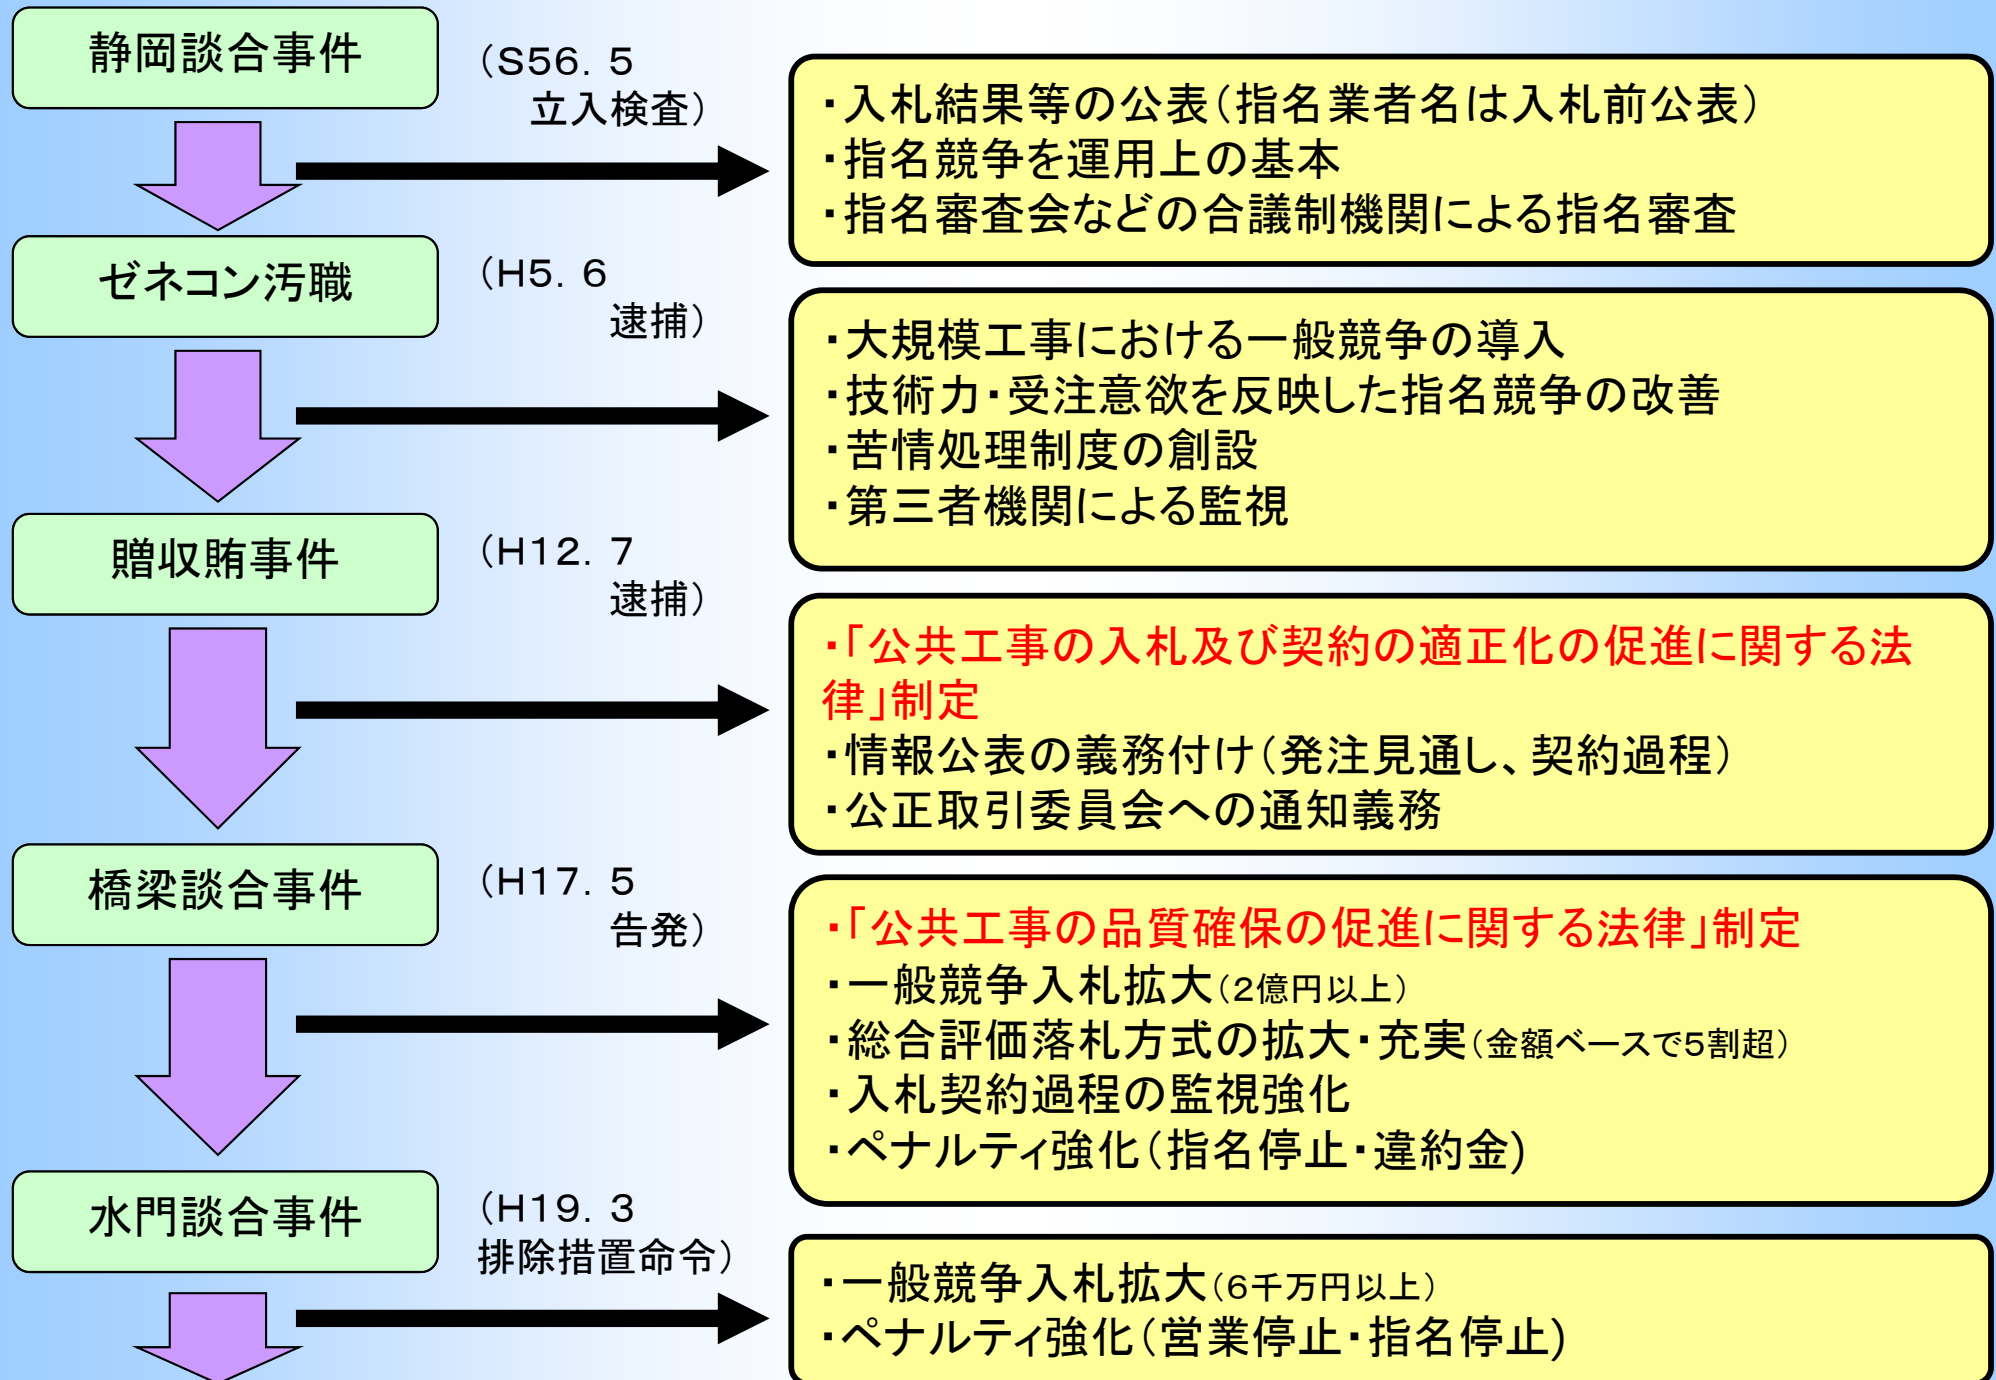 静岡談合事件
（S56．5
立入検査）
・入札結果等の公表（指名業者名は入札前公表）
・指名競争を運用上の基本
・指名審査会などの合議制機関による指名審査
ゼネコン汚職
（H5．6
逮捕）
・大規模工事における一般競争の導入
・技術力・受注意欲を反映した指名競争の改善
・苦情処理制度の創設
・第三者機関による監視
贈収賄事件
（H12．7
逮捕）
・「公共工事の入札及び契約の適正化の促進に関する法
律」制定
・情報公表の義務付け（発注見通し、契約過程）
・公正取引委員会への通知義務
橋梁談合事件
（H17．5
告発）
・「公共工事の品質確保の促進に関する法律」制定
・一般競争入札拡大（2億円以上）
・総合評価落札方式の拡大・充実（金額ベースで5割超）
・入札契約過程の監視強化
・ペナルティ強化（指名停止・違約金）
水門談合事件
（H19．3
排除措置命令）
・一般競争入札拡大（6千万円以上）
・ペナルティ強化（営業停止・指名停止）